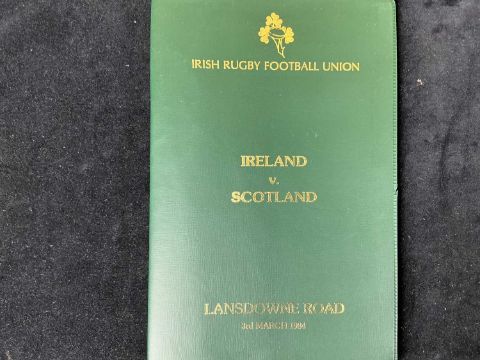 IRISH RUGBY FOOTBALL UNION
IRELAND
v.
SCOTLAND
LANSDOWNE ROAD
3rd MARCH 1984